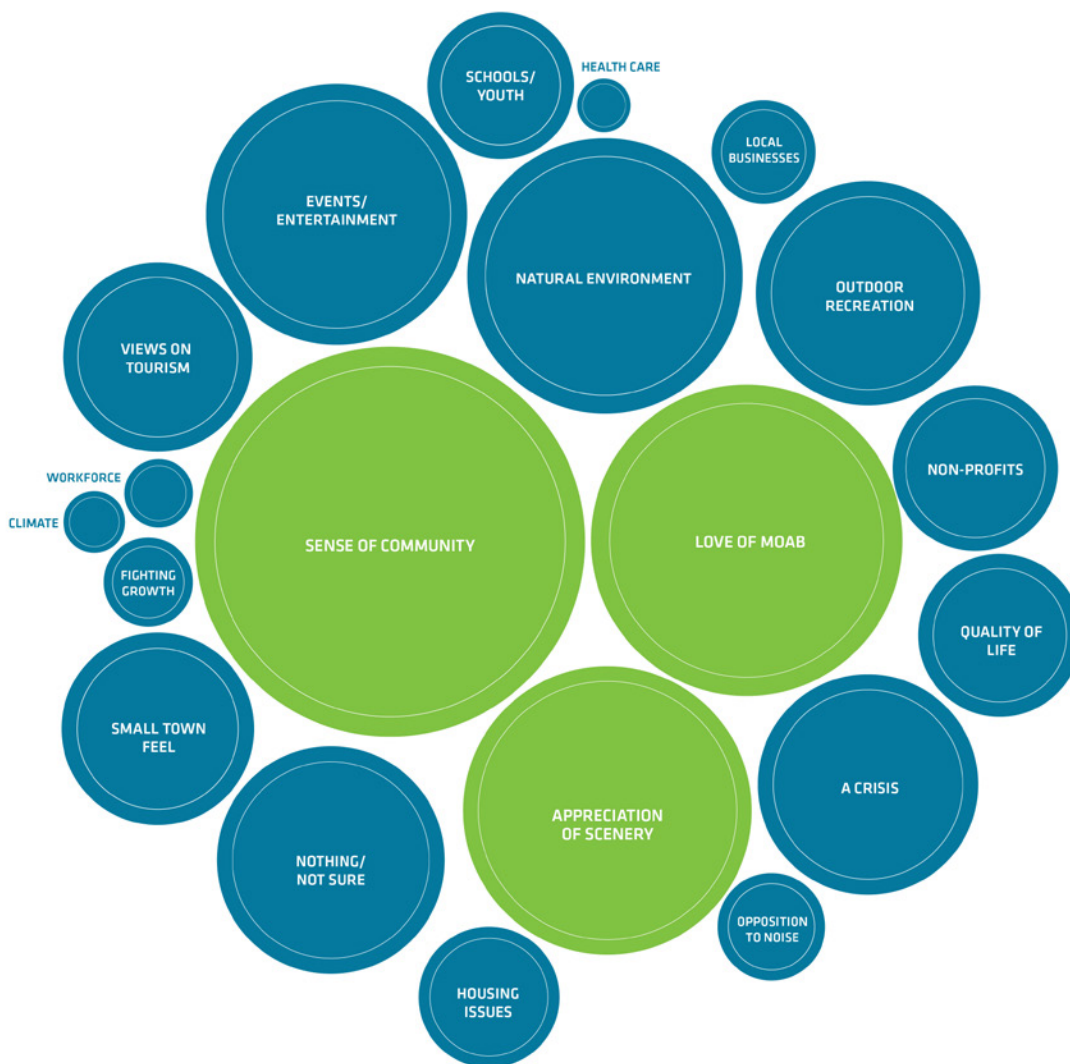 SCHOOLS/
YOUTH
HEALTH CARE
LOCAL
BUSINESSES
EVENTS/
ENTERTAINMENT
NATURAL ENVIRONMENT
OUTDOOR
RECREATION
VIEWS ON
TOURISM
NON-PROFITS
WORKFORCE
CLIMATE
SENSE OF COMMUNITY
LOVE OF MOAB
FIGHTING
GROWTH
QUALITY OF
LIFE
SMALL TOWN
FEEL
A CRISIS
APPRECIATION
OF SCENERY
NOTHING/
NOT SURE
OPPOSITION
TO NOISE
HOUSING
ISSUES